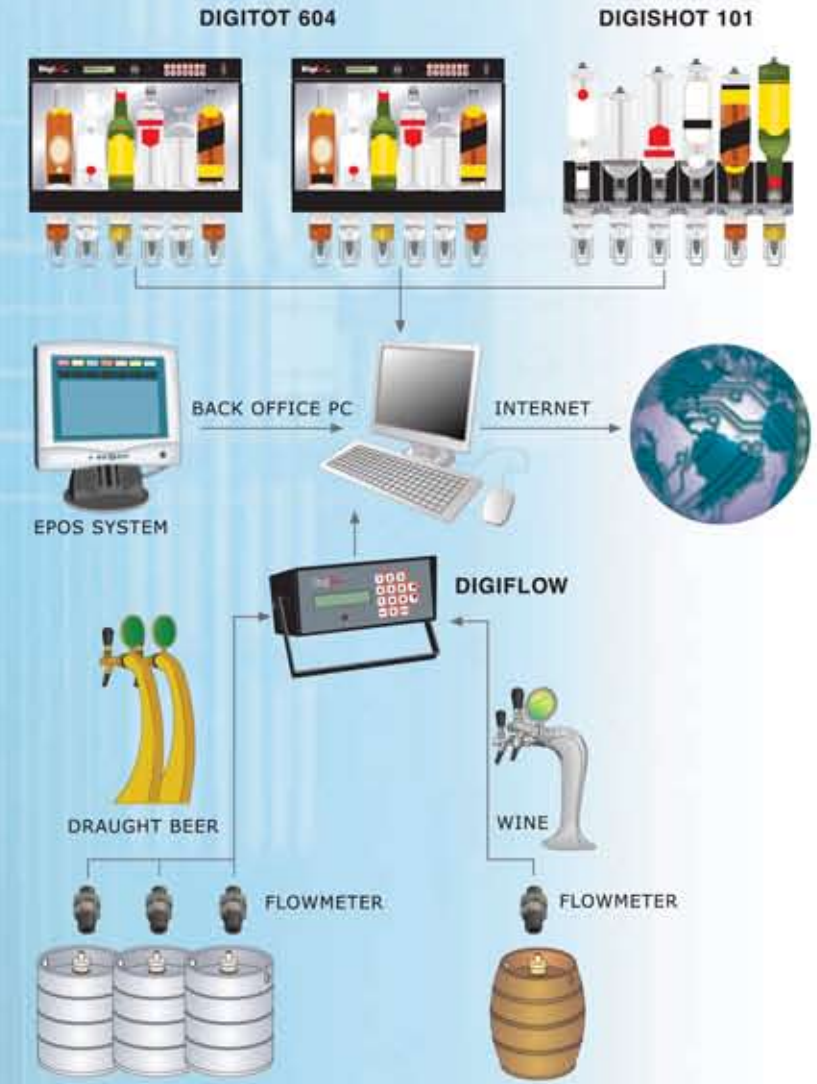 DIGITOT 604
DIGISHOT 101
BACK OFFICE PC
INTERNET
EPOS SYSTEM
DIGIFLOW
DRAUGHT BEER
WINE
FLOWMETER
FLOWMETER